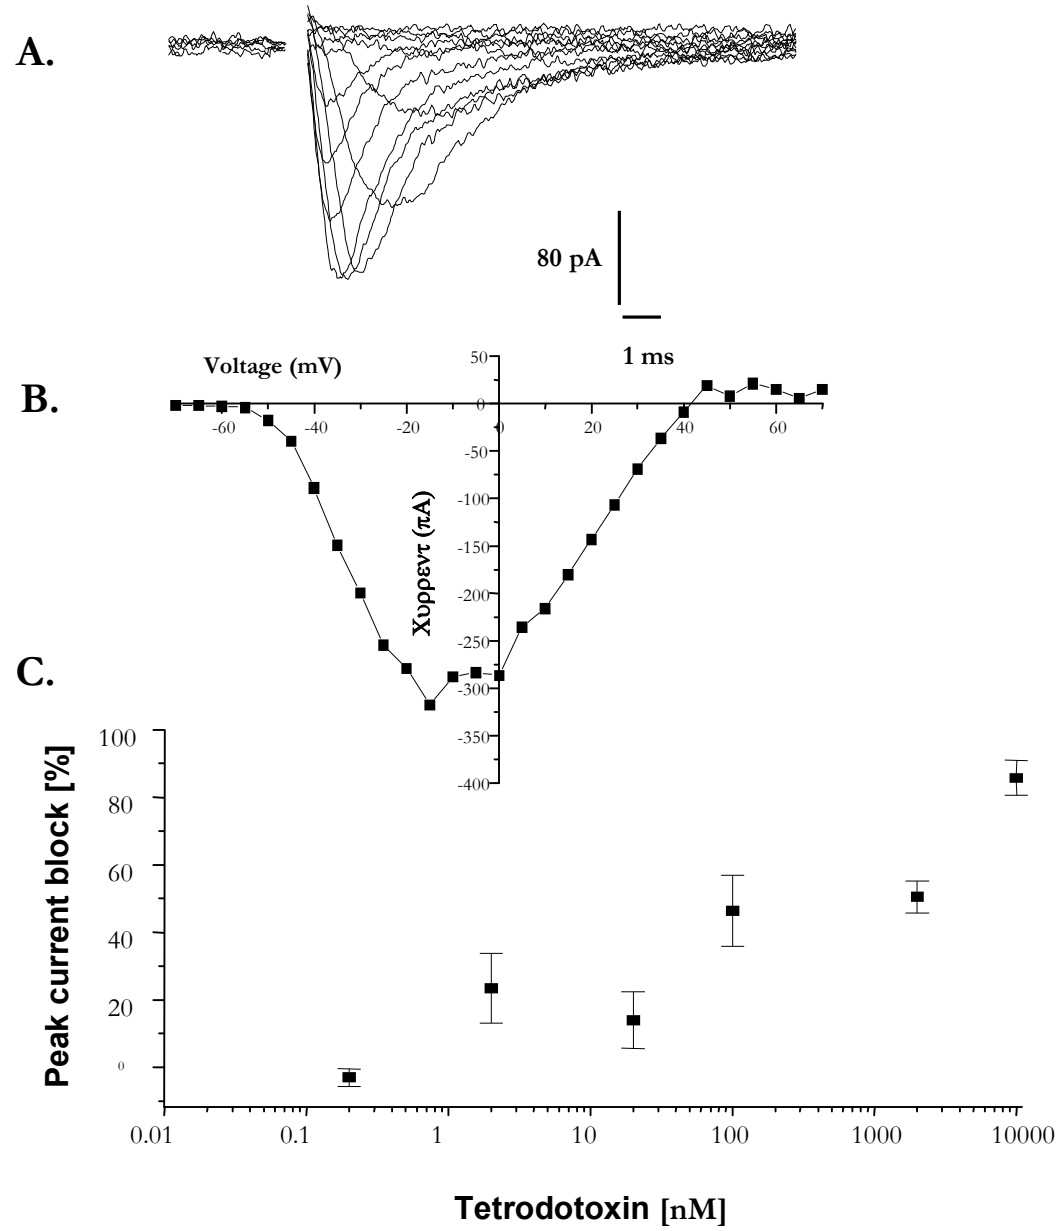 A.
80 pA
1 ms
B.
Voltage (mV)
50
0
-50
-100
-150
-200
-250
-300
-350
-400
-60 -40 -20 0 20 40 60
Χυρρεντ (πΑ)
C.
100
80
60
40
20
0
Peak current block [%]
0.01 0.1 1 10 100 1000 10000
Tetrodotoxin [nM]